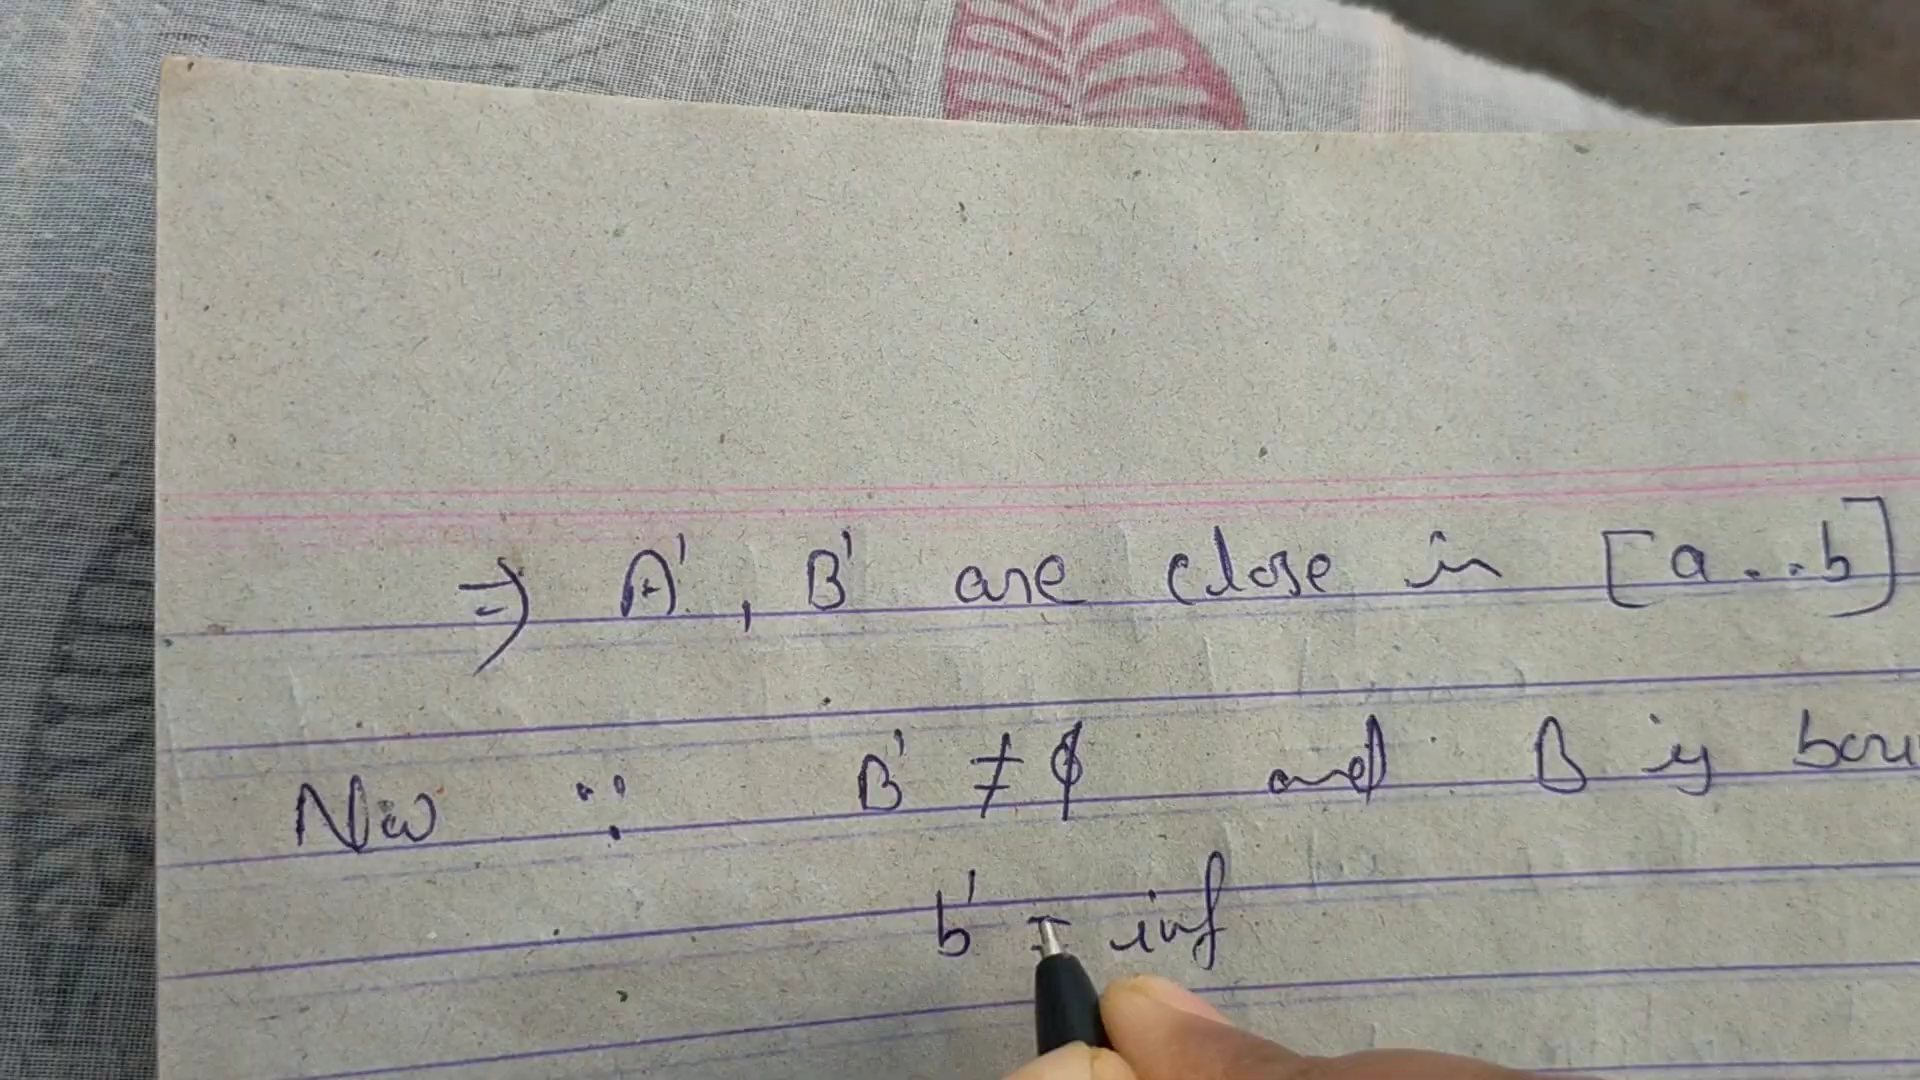 ⇒ A', B' are close in [a..b]
Now ∵ B' ≠ ϕ and B is bou
b' = inf